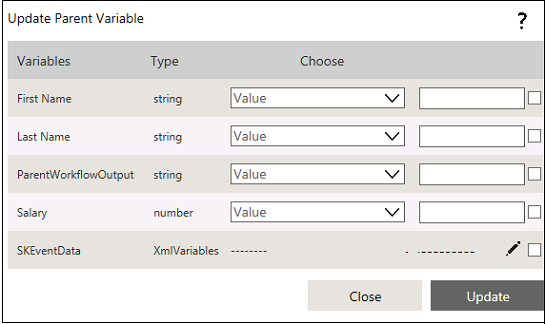 Update Parent Variable ?
Variables Type Choose
First Name string Value
Last Name string Value
ParentWorkflowOutput string Value
Salary number Value
SKEventData XmlVariables -------- ----------
Close Update